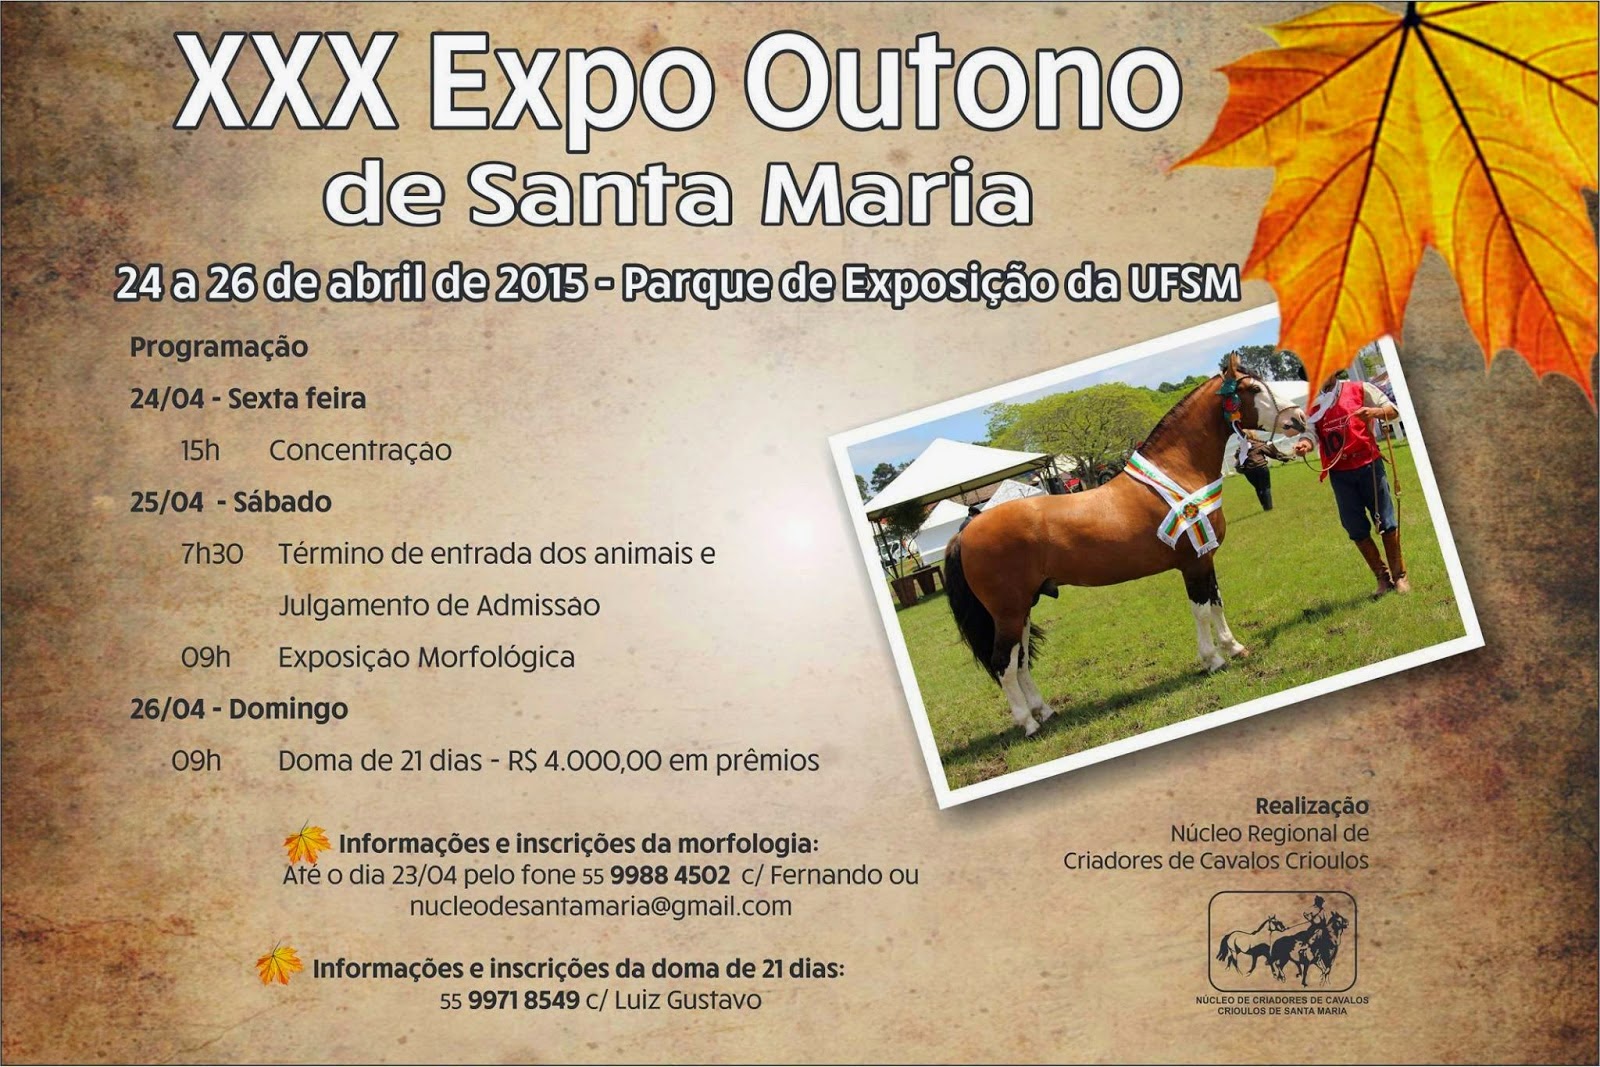 XXX Expo Outono
de Santa Maria
24 a 26 de abril de 2015 - Parque de Exposição da UFSM
Programação
24/04 - Sexta feira
15h Concentração
25/04 - Sábado
7h30 Término de entrada dos animais e
Julgamento de Admissão
09h Exposição Morfológica
26/04 - Domingo
09h Doma de 21 dias - R$ 4.000,00 em prêmios
Informações e inscrições da morfologia:
Até o dia 23/04 pelo fone 55 9988 4502 c/ Fernando ou
nucleodesantamaria@gmail.com
Informações e inscrições da doma de 21 dias:
55 9971 8549 c/ Luiz Gustavo
Realização
Núcleo Regional de
Criadores de Cavalos Crioulos
NÚCLEO DE CRIADORES DE CAVALOS
CRIOULOS DE SANTA MARIA